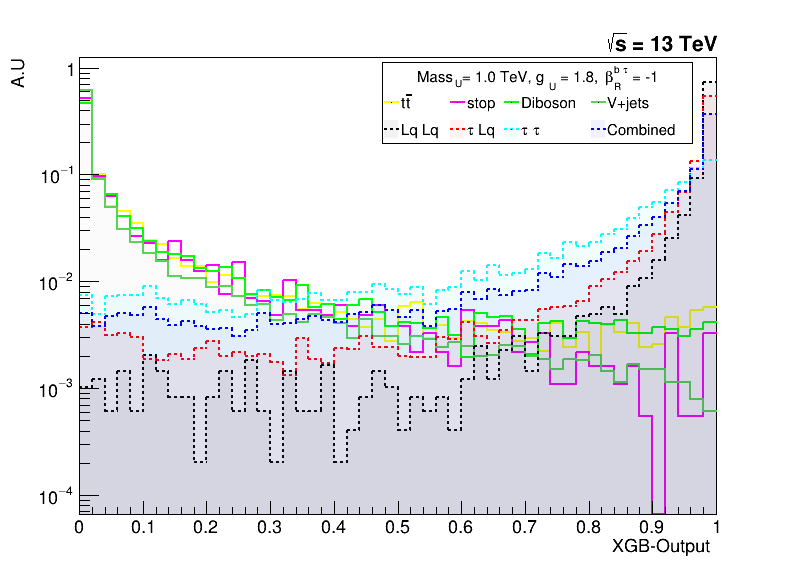 √s = 13 TeV
A.U
Mass_U = 1.0 TeV, g_U = 1.8, β_R^{b τ} = -1
tt̅ stop Diboson V+jets
Lq Lq τ Lq τ τ Combined
1
10⁻¹
10⁻²
10⁻³
10⁻⁴
0 0.1 0.2 0.3 0.4 0.5 0.6 0.7 0.8 0.9 1
XGB-Output